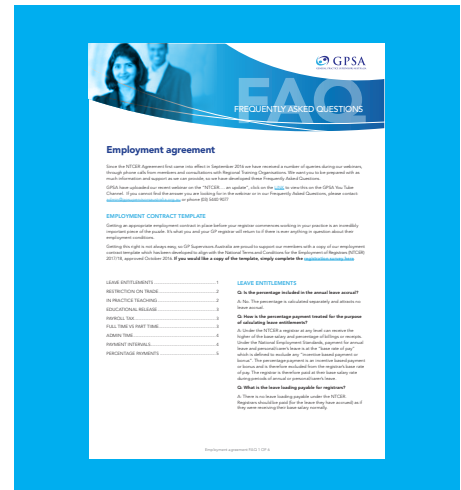 GPSA
FAQ
FREQUENTLY ASKED QUESTIONS
Employment agreement
Since the NTCER Agreement first came into effect in September 2016 we have received a number of queries during our webinars,
through phone calls from members and consultations with Regional Training Organisations. We want you to be prepared with as
much information and support as we can provide, so we have developed these Frequently Asked Questions.
GPSA have uploaded our recent webinar on the "NTCER… an update", click on the LINK to view this on the GPSA You Tube
Channel. If you cannot find the answer you are looking for in the webinar or in our Frequently Asked Questions, please contact
or phone (03) 5440 9077
EMPLOYMENT CONTRACT TEMPLATE
Getting an appropriate employment contract in place before your registrar commences working in your practice is an incredibly
important piece of the puzzle. It's what you and your GP registrar will return to if there is ever anything in question about their
employment conditions.
Getting this right is not always easy, so GP Supervisors Australia are proud to support our members with a copy of our employment
contract template which has been developed to align with the National Terms and Conditions for the Employment of Registrars (NTCER)
2017/18, approved October 2016. If you would like a copy of the template, simply complete the registration survey here
LEAVE ENTITLEMENTS 1
RESTRICTION ON TRADE 2
IN PRACTICE TEACHING 2
EDUCATIONAL RELEASE 3
PAYROLL TAX 3
FULL TIME VS PART TIME 3
ADMIN TIME 4
PAYMENT INTERVALS 4
PERCENTAGE PAYMENTS 5
LEAVE ENTITLEMENTS
Q: Is the percentage included in the annual leave accrual?
A: No. The percentage is calculated separately and attracts no
leave accrual.
Q: How is the percentage payment treated for the purpose
of calculating leave entitlements?
A: Under the NTCER a registrar at any level can receive the
higher of the base salary and percentage of billings or receipts.
Under the National Employment Standards, payment for annual
leave and personal/carer's leave is at the "base rate of pay"
which is defined to exclude any "incentive based payment or
bonus". The percentage payment is an incentive based payment
or bonus and is therefore excluded from the registrar's base rate
of pay. The registrar is therefore paid at their base salary rate
during periods of annual or personal/carer's leave.
Q: What is the leave loading payable for registrars?
A: There is no leave loading payable under the NTCER.
Registrars should be paid (for the leave they have accrued) as if
they were receiving their base salary normally.
Employment agreement FAQ 1 OF 6